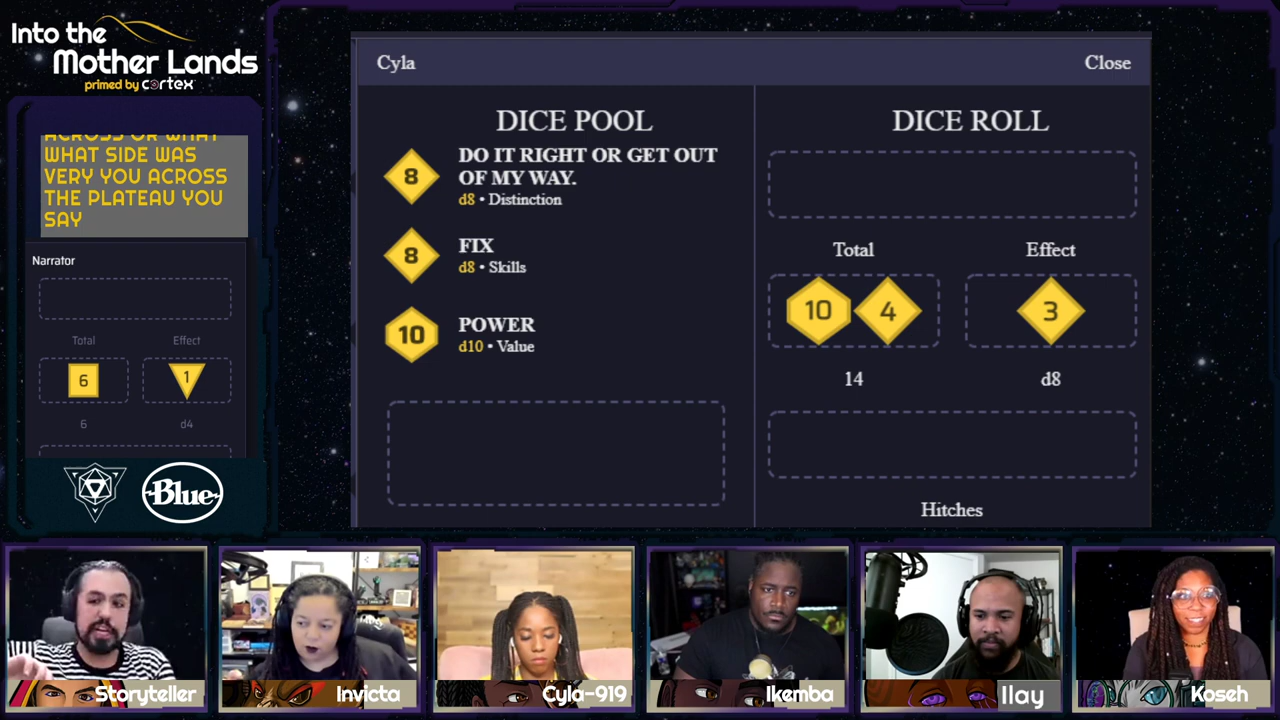 Into the
Mother Lands
primed by cortex
ACROSS OR WHAT
WHAT SIDE WAS
VERY YOU ACROSS
THE PLATEAU YOU
SAY
Narrator
Total
Effect
6
1
6
d4
Blue
Cyla
Close
DICE POOL
8
DO IT RIGHT OR GET OUT
OF MY WAY.
d8 • Distinction
8
FIX
d8 • Skills
10
POWER
d10 • Value
DICE ROLL
Total
Effect
10
4
3
14
d8
Hitches
Storyteller
Invicta
Cyla-919
Ikemba
Ilay
Koseh